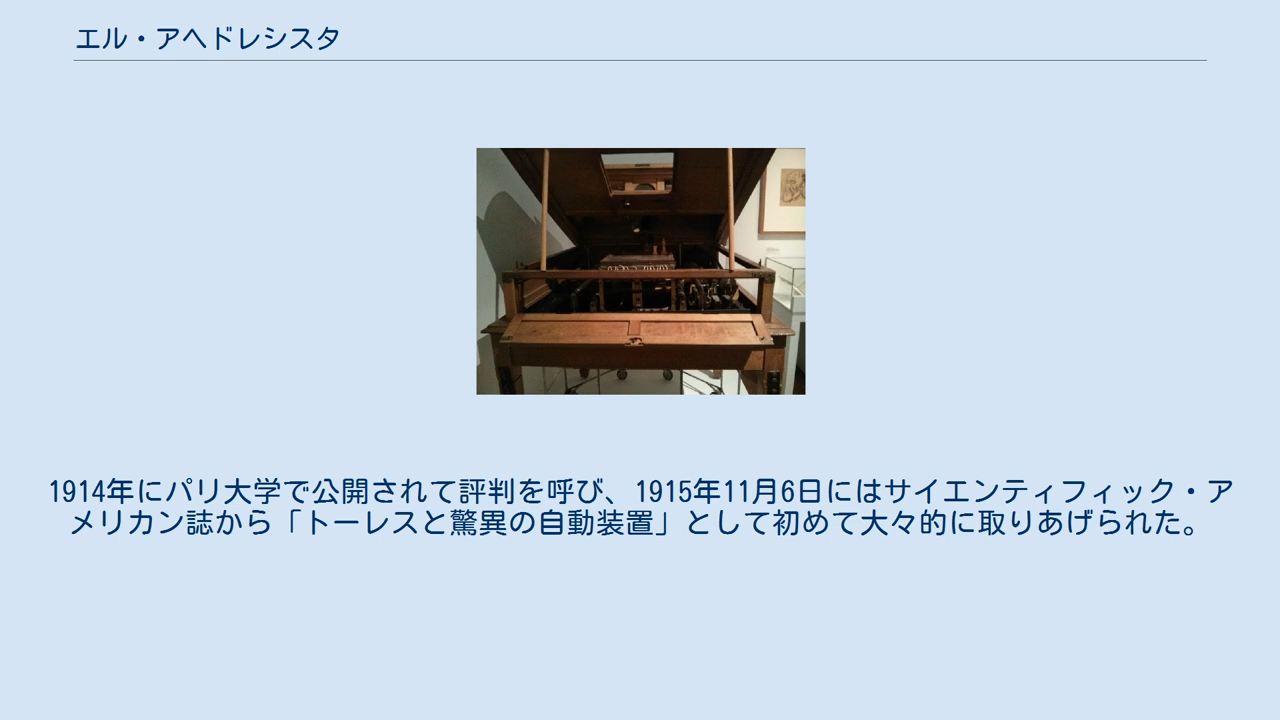 エル・アヘドレシスタ
1914年にパリ大学で公開されて評判を呼び、1915年11月6日にはサイエンティフィック・ア
メリカン誌から「トーレスと驚異の自動装置」として初めて大々的に取りあげられた。